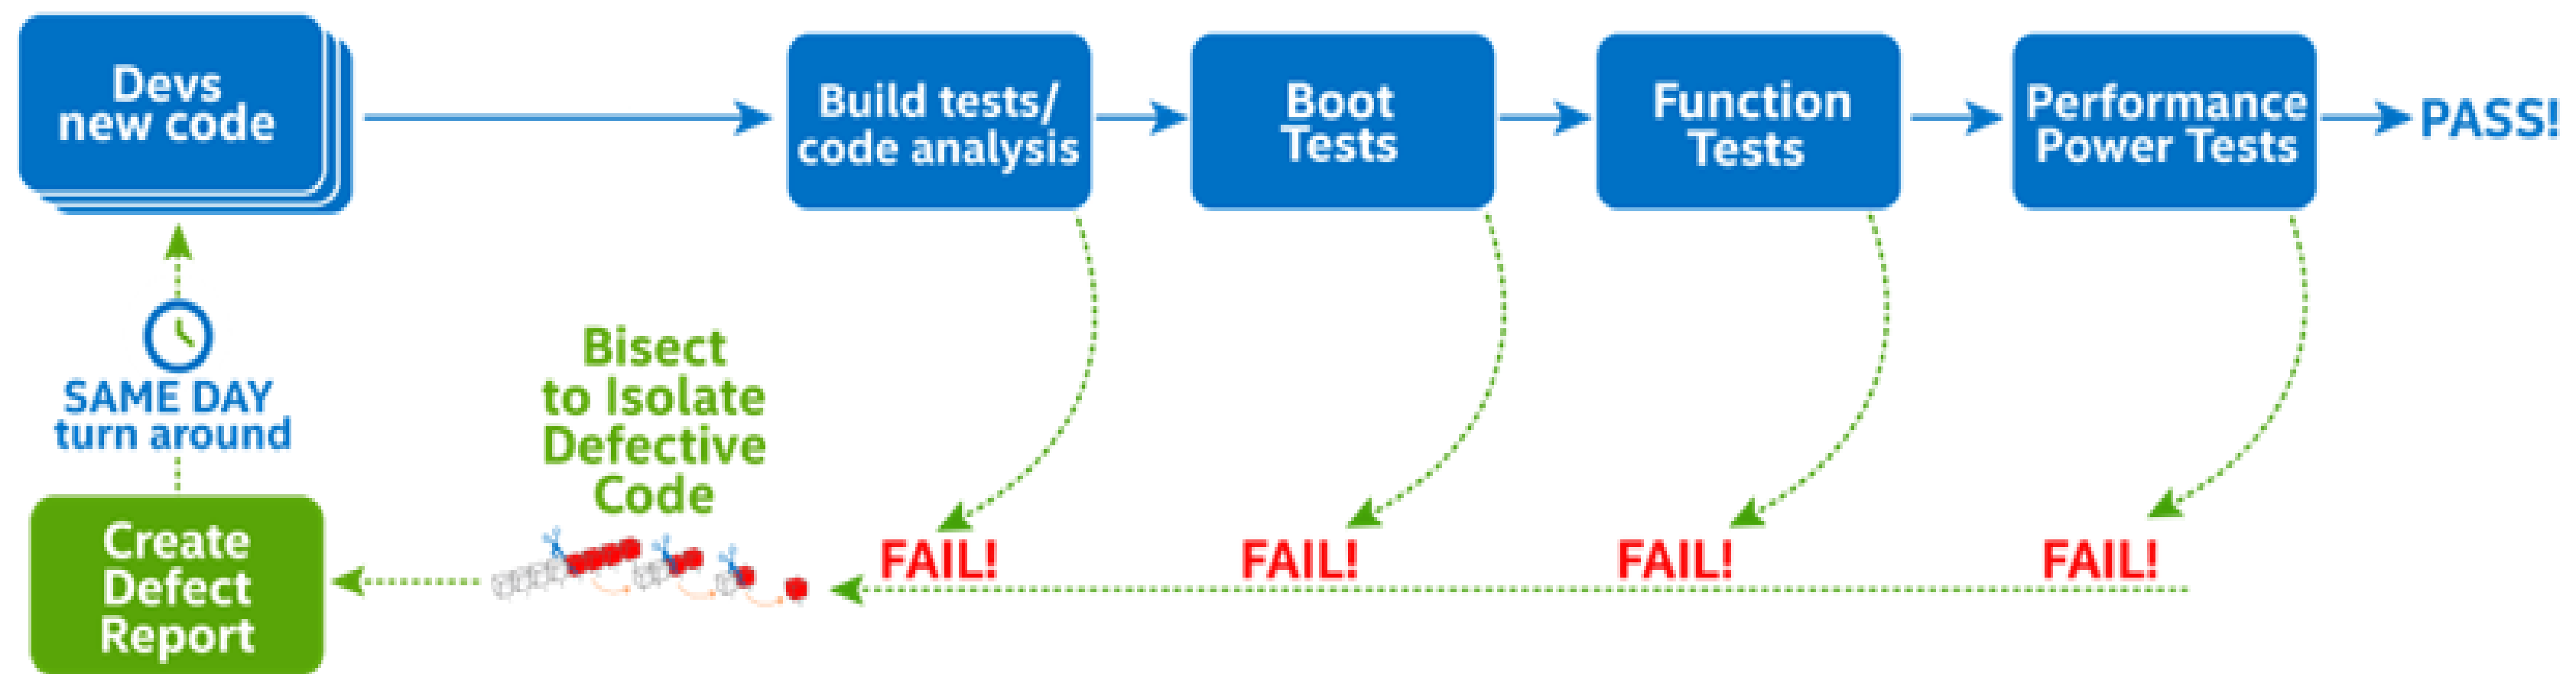 Devs
new code
Build tests/
code analysis
Boot
Tests
Function
Tests
Performance
Power Tests
PASS!
SAME DAY
turn around
Bisect
to Isolate
Defective
Code
Create
Defect
Report
FAIL!
FAIL!
FAIL!
FAIL!